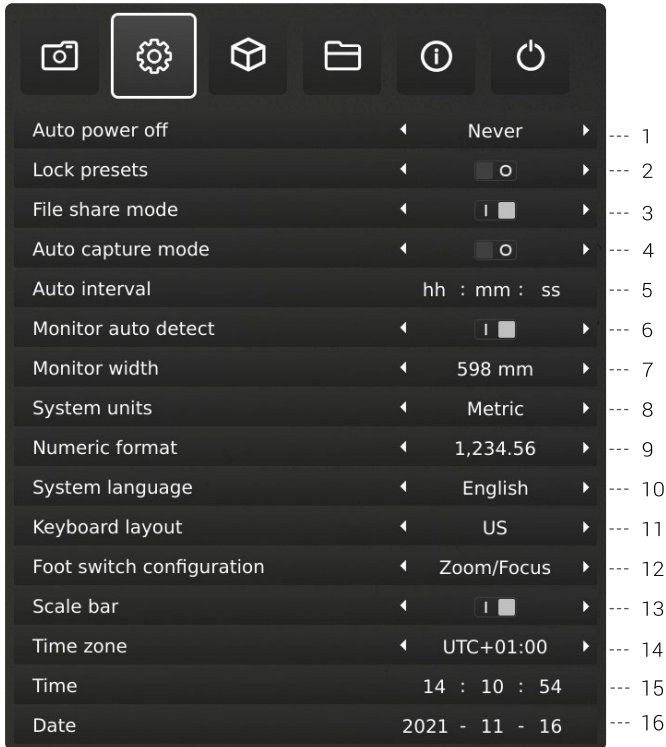 Auto power off Never --- 1
Lock presets O --- 2
File share mode I --- 3
Auto capture mode O --- 4
Auto interval hh : mm : ss --- 5
Monitor auto detect I --- 6
Monitor width 598 mm --- 7
System units Metric --- 8
Numeric format 1,234.56 --- 9
System language English --- 10
Keyboard layout US --- 11
Foot switch configuration Zoom/Focus --- 12
Scale bar I --- 13
Time zone UTC+01:00 --- 14
Time 14 : 10 : 54 --- 15
Date 2021 - 11 - 16 --- 16